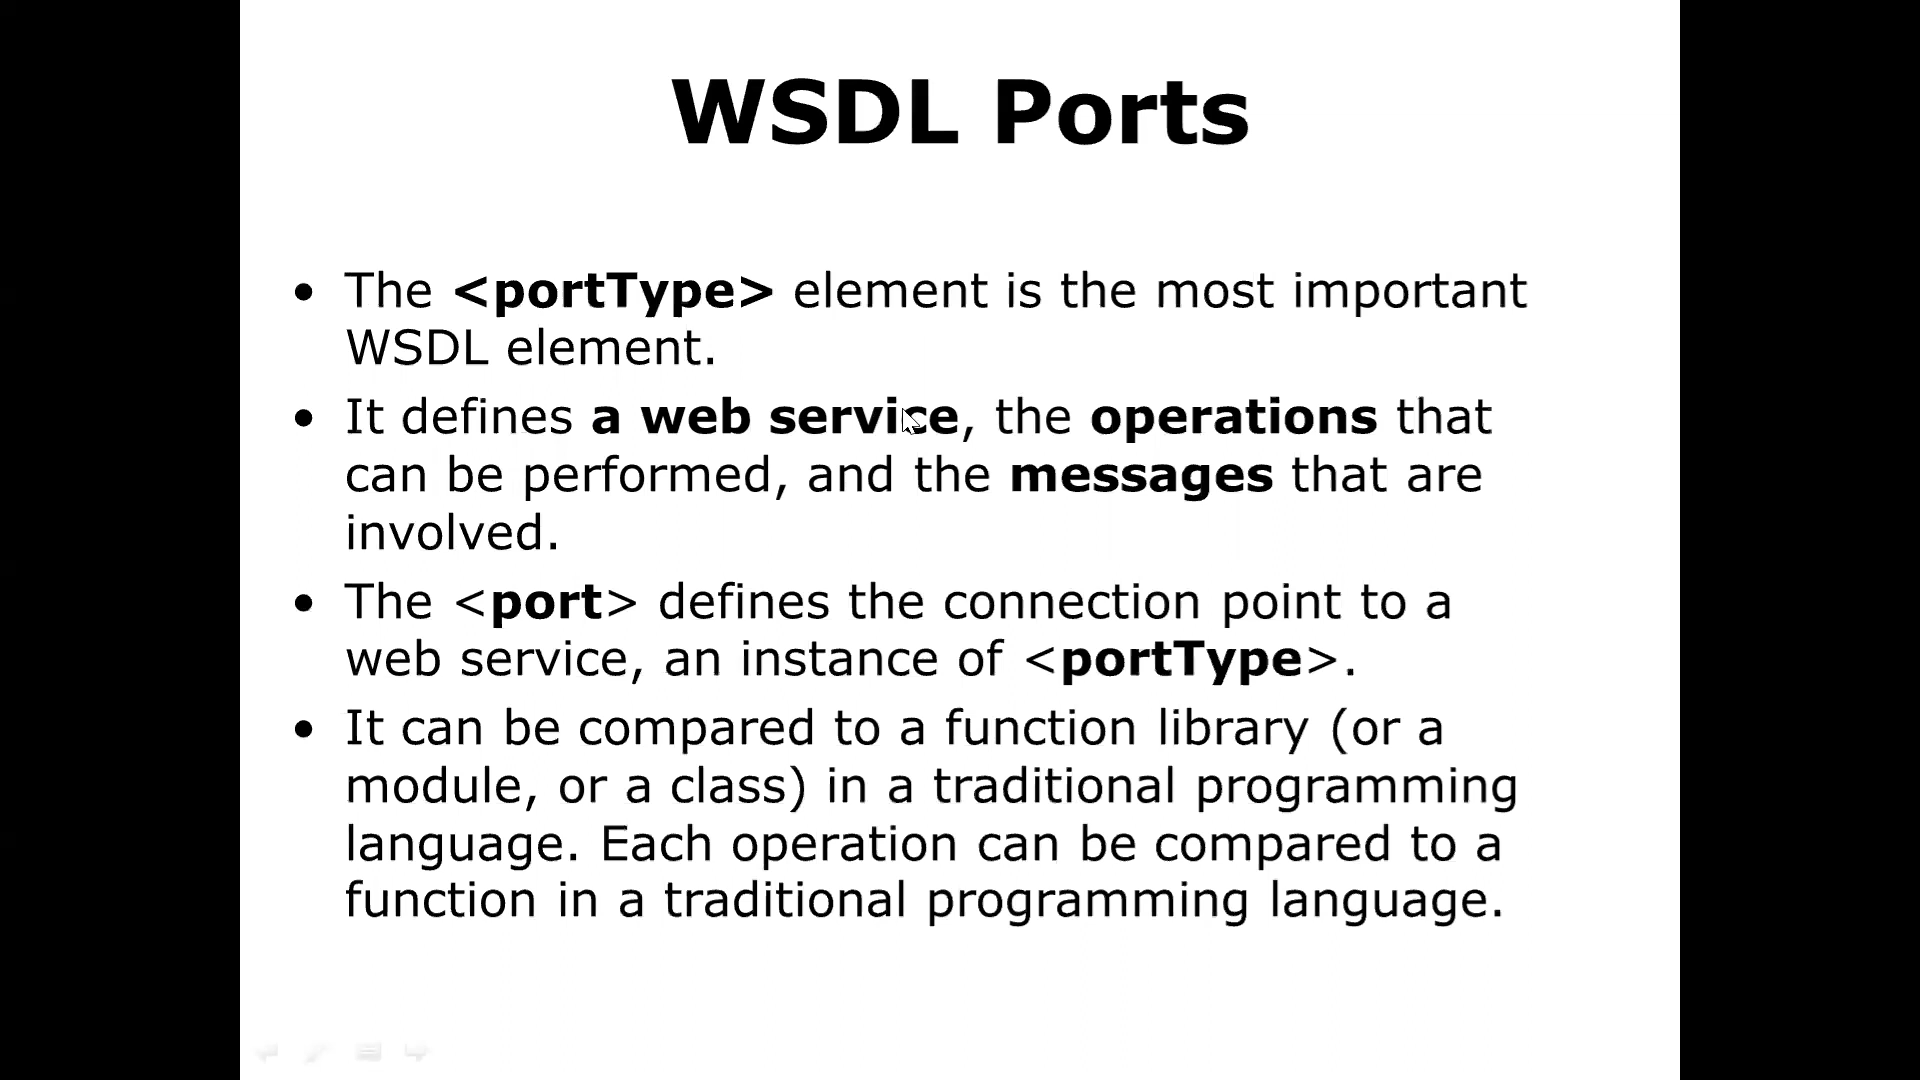 WSDL Ports
• The <portType> element is the most important
WSDL element.
• It defines a web service, the operations that
can be performed, and the messages that are
involved.
• The <port> defines the connection point to a
web service, an instance of <portType>.
• It can be compared to a function library (or a
module, or a class) in a traditional programming
language. Each operation can be compared to a
function in a traditional programming language.